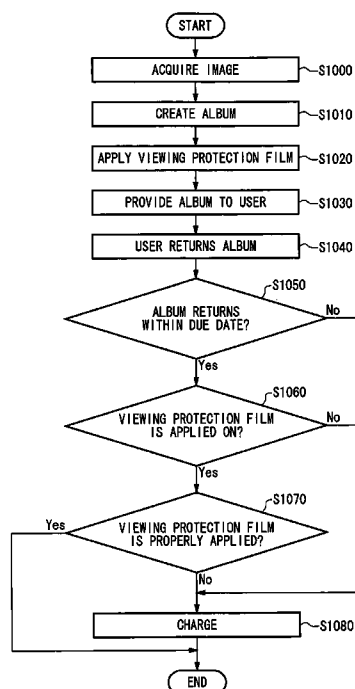 START
ACQUIRE IMAGE
S1000
CREATE ALBUM
S1010
APPLY VIEWING PROTECTION FILM
S1020
PROVIDE ALBUM TO USER
S1030
USER RETURNS ALBUM
S1040
S1050
ALBUM RETURNS
WITHIN DUE DATE?
No
Yes
S1060
VIEWING PROTECTION FILM
IS APPLIED ON?
No
Yes
S1070
Yes
VIEWING PROTECTION FILM
IS PROPERLY APPLIED?
No
CHARGE
S1080
END